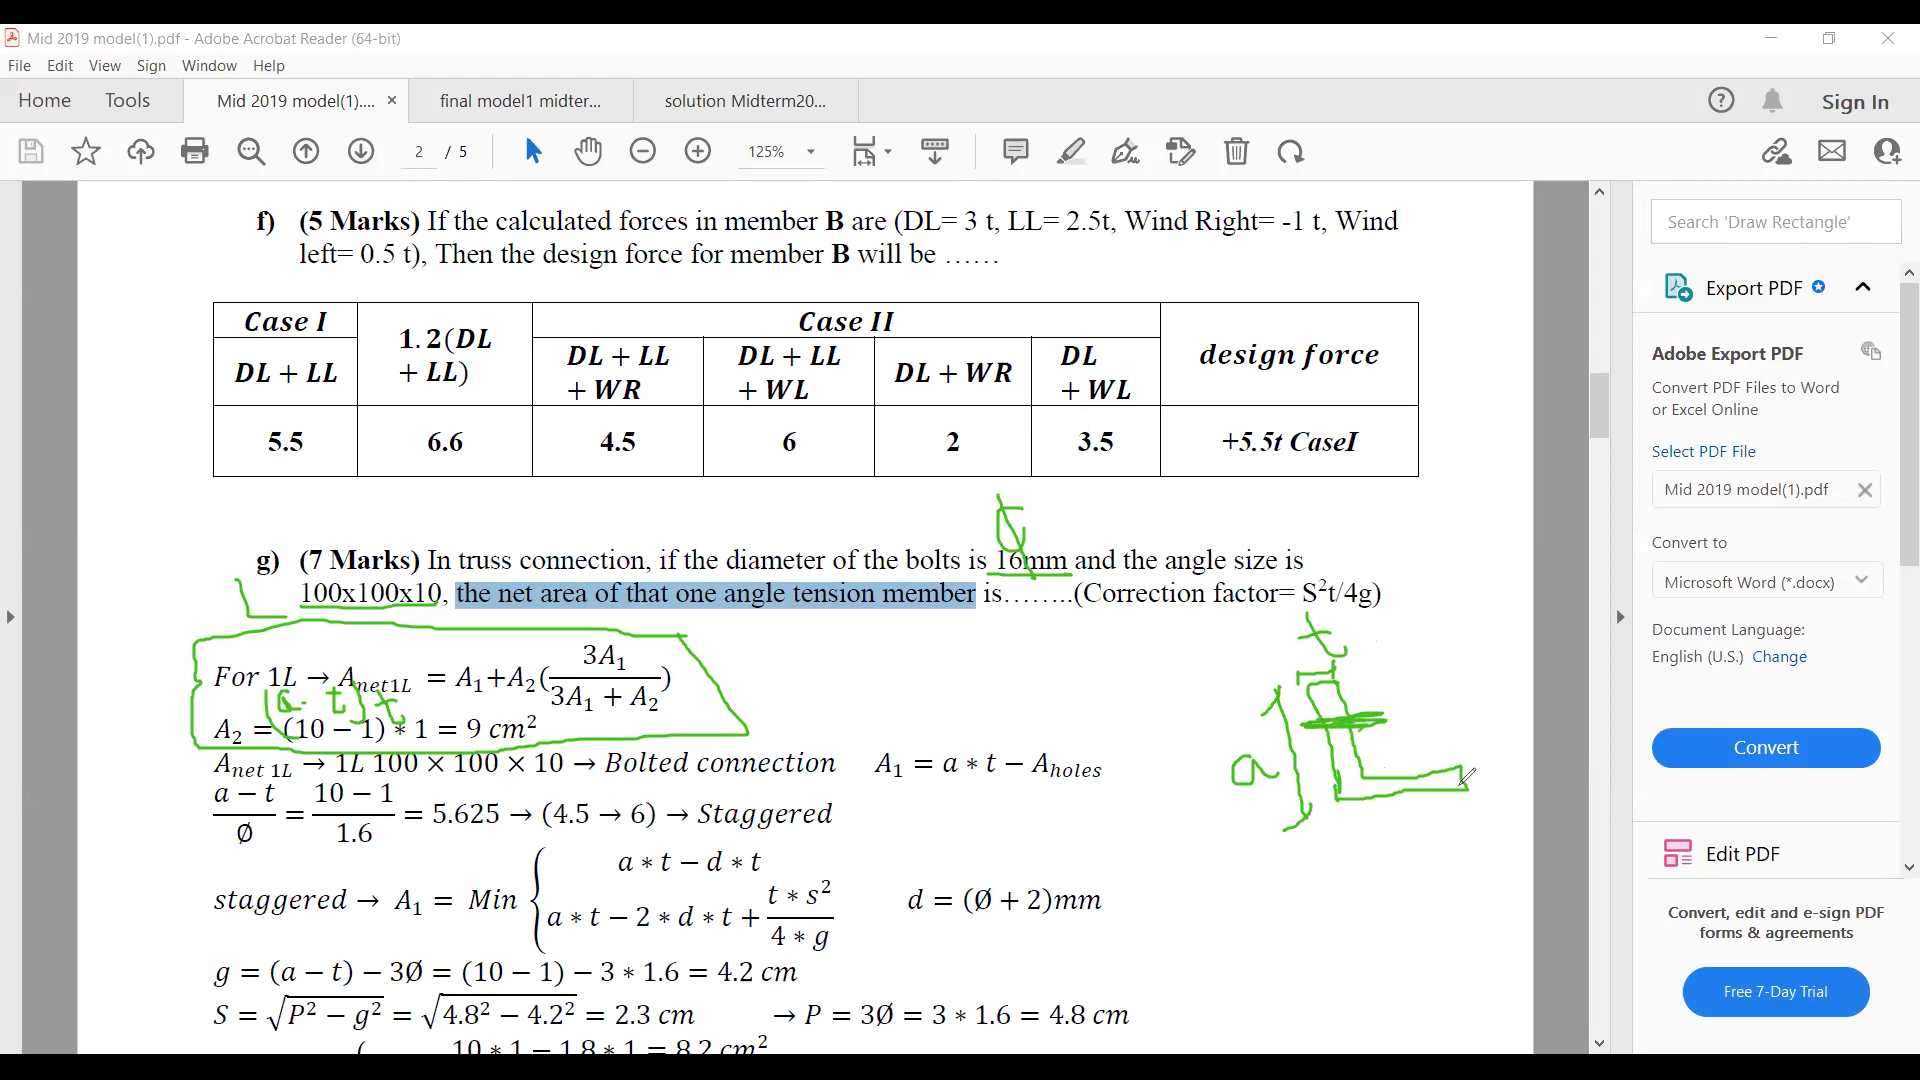 Mid 2019 model(1).pdf - Adobe Acrobat Reader (64-bit)
File Edit View Sign Window Help
Home Tools Mid 2019 model(1).... × final model1 midter... solution Midterm20... Sign In
2 / 5 125%
f) (5 Marks) If the calculated forces in member B are (DL= 3 t, LL= 2.5t, Wind Right= -1 t, Wind
left= 0.5 t), Then the design force for member B will be ……
Case I 1.2(DL + LL) Case II design force
DL + LL DL + LL + WR DL + LL + WL DL + WR DL + WL
5.5 6.6 4.5 6 2 3.5 +5.5t CaseI
g) (7 Marks) In truss connection, if the diameter of the bolts is 16mm and the angle size is
100x100x10, the net area of that one angle tension member is……..(Correction factor= S²t/4g)
For 1L → A_net1L = A₁+A₂(3A₁ / 3A₁ + A₂)
(a - t) t
A₂ = (10 − 1) * 1 = 9 cm²
A_net 1L → 1L 100 × 100 × 10 → Bolted connection A₁ = a * t − A_holes
a − t / Ø = 10 − 1 / 1.6 = 5.625 → (4.5 → 6) → Staggered
staggered → A₁ = Min { a * t − d * t
a * t − 2 * d * t + t * s² / 4 * g d = (Ø + 2)mm
g = (a − t) − 3Ø = (10 − 1) − 3 * 1.6 = 4.2 cm
S = √P² − g² = √4.8² − 4.2² = 2.3 cm → P = 3Ø = 3 * 1.6 = 4.8 cm
10 * 1 − 1.8 * 1 = 8.2 cm²
Ø
t
a
Search 'Draw Rectangle'
Export PDF
Adobe Export PDF
Convert PDF Files to Word
or Excel Online
Select PDF File
Mid 2019 model(1).pdf
Convert to
Microsoft Word (*.docx)
Document Language:
English (U.S.) Change
Convert
Edit PDF
Convert, edit and e-sign PDF
forms & agreements
Free 7-Day Trial